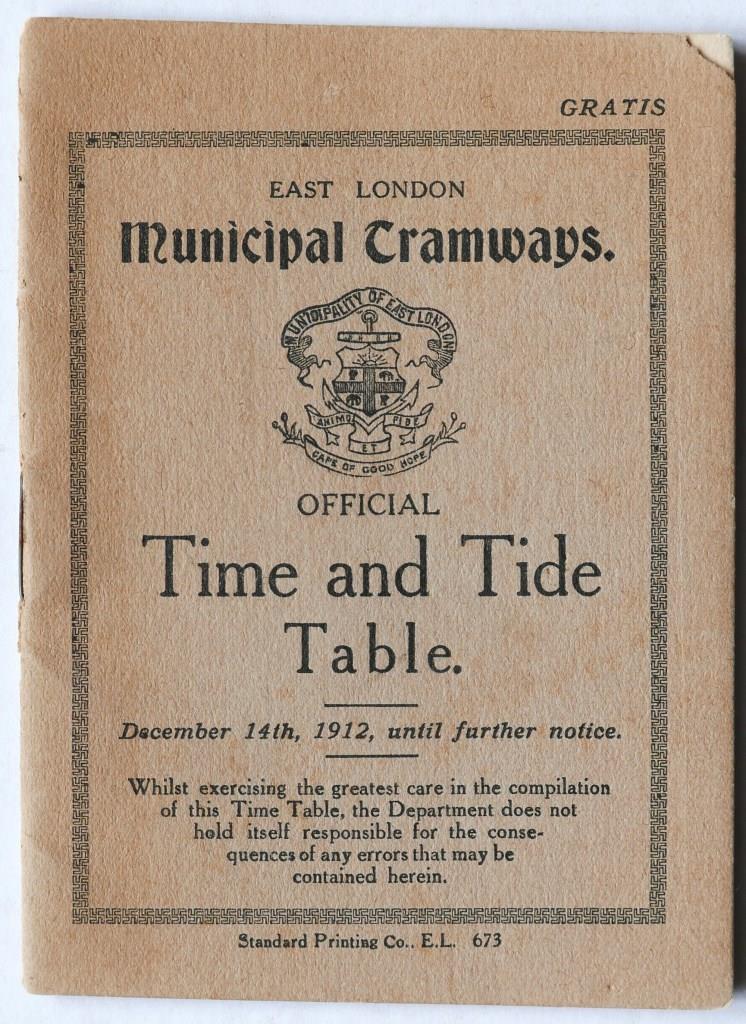 GRATIS
EAST LONDON
Municipal Tramways.
MUNICIPALITY OF EAST LONDON
ANIMO FIDE
ET
CAPE OF GOOD HOPE
OFFICIAL
Time and Tide
Table.
December 14th, 1912, until further notice.
Whilst exercising the greatest care in the compilation
of this Time Table, the Department does not
hold itself responsible for the conse-
quences of any errors that may be
contained herein.
Standard Printing Co., E.L. 673